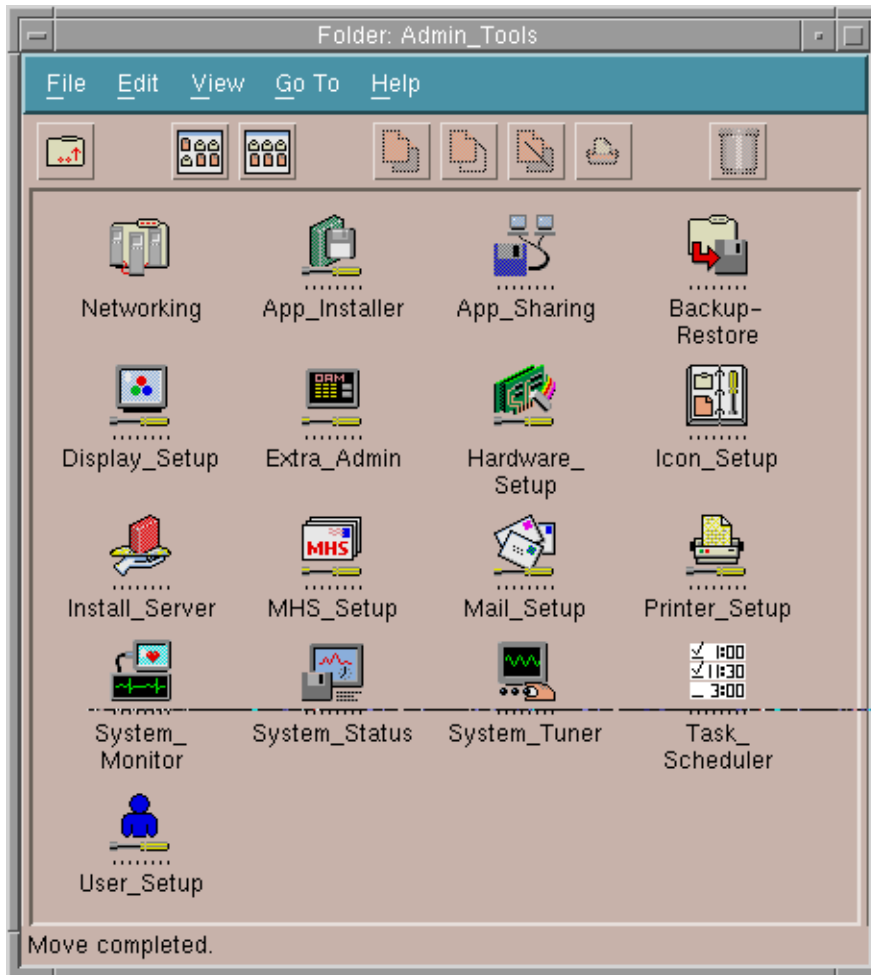 Folder: Admin_Tools
File Edit View Go To Help
Networking App_Installer App_Sharing Backup-
Restore
Display_Setup Extra_Admin Hardware_ Icon_Setup
Setup
MHS
Install_Server MHS_Setup Mail_Setup Printer_Setup
1:00
11:30
3:00
System_ System_Status System_Tuner Task_
Monitor Scheduler
User_Setup
Move completed.